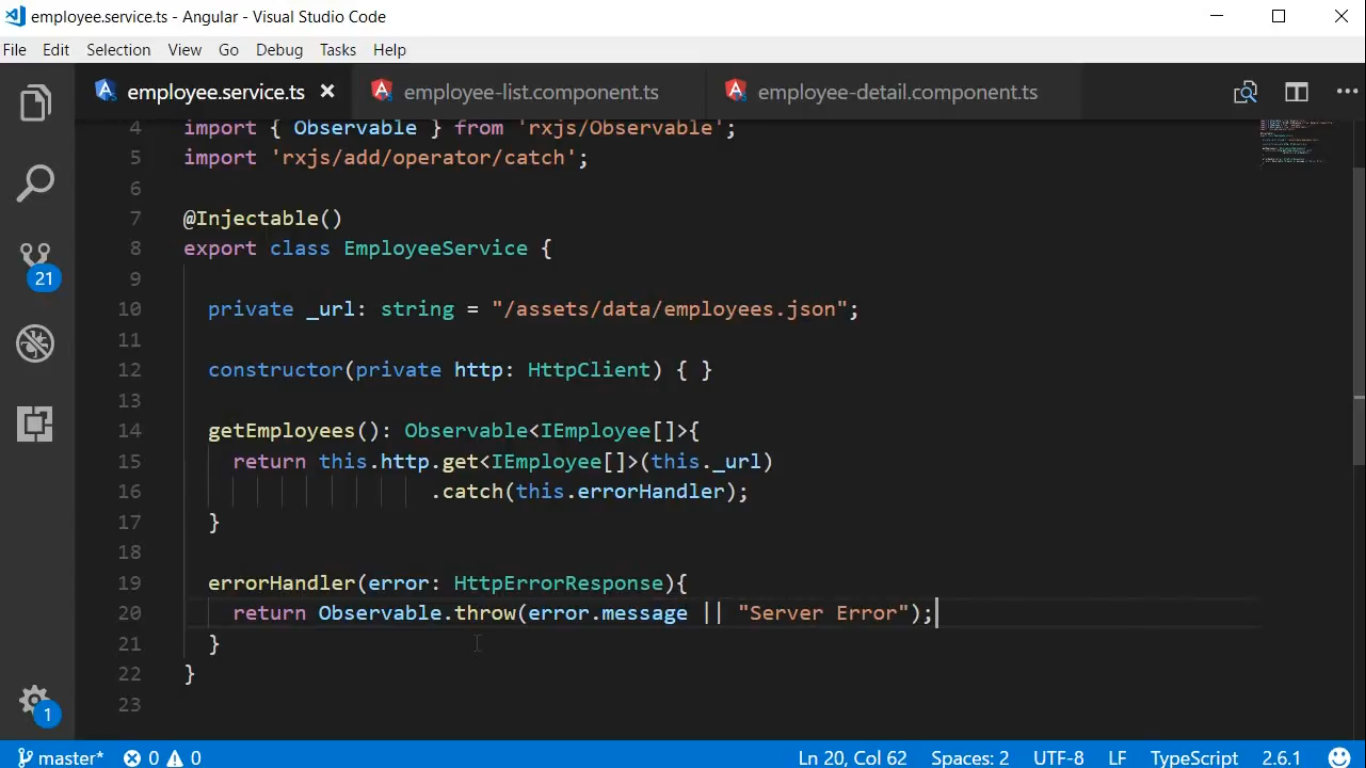 employee.service.ts - Angular - Visual Studio Code
File Edit Selection View Go Debug Tasks Help
employee.service.ts employee-list.component.ts employee-detail.component.ts
4 import { Observable } from 'rxjs/Observable';
5 import 'rxjs/add/operator/catch';
6
7 @Injectable()
8 export class EmployeeService {
9
10 private _url: string = "/assets/data/employees.json";
11
12 constructor(private http: HttpClient) { }
13
14 getEmployees(): Observable<IEmployee[]>{
15 return this.http.get<IEmployee[]>(this._url)
16 .catch(this.errorHandler);
17 }
18
19 errorHandler(error: HttpErrorResponse){
20 return Observable.throw(error.message || "Server Error");
21 }
22 }
23
21
1
master* 0 0 Ln 20, Col 62 Spaces: 2 UTF-8 LF TypeScript 2.6.1